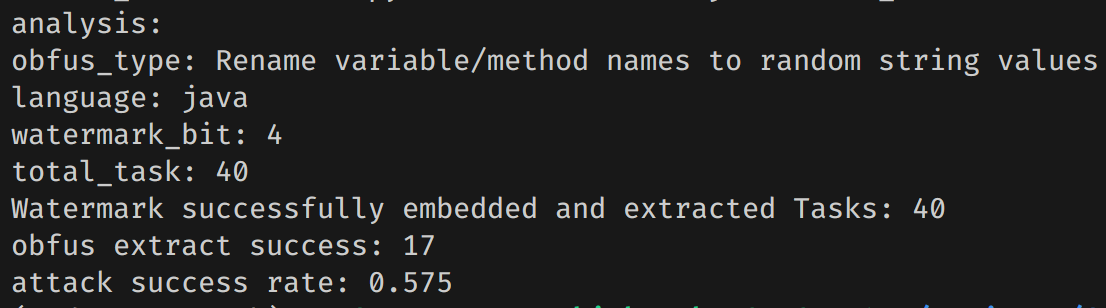 analysis:
obfus_type: Rename variable/method names to random string values
language: java
watermark_bit: 4
total_task: 40
Watermark successfully embedded and extracted Tasks: 40
obfus extract success: 17
attack success rate: 0.575